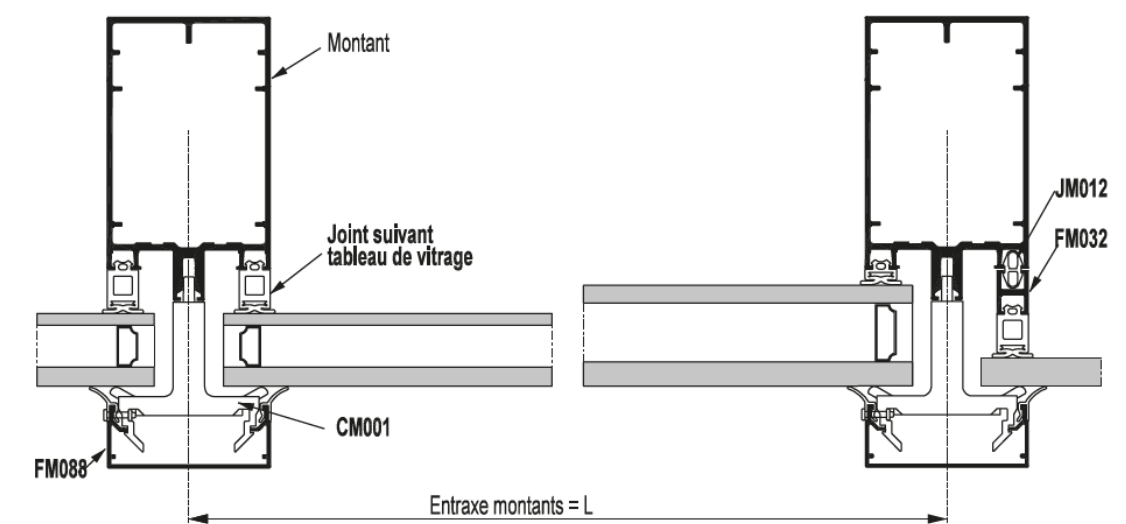 Montant
JM012
FM032
Joint suivant
tableau de vitrage
CM001
FM088
Entraxe montants = L